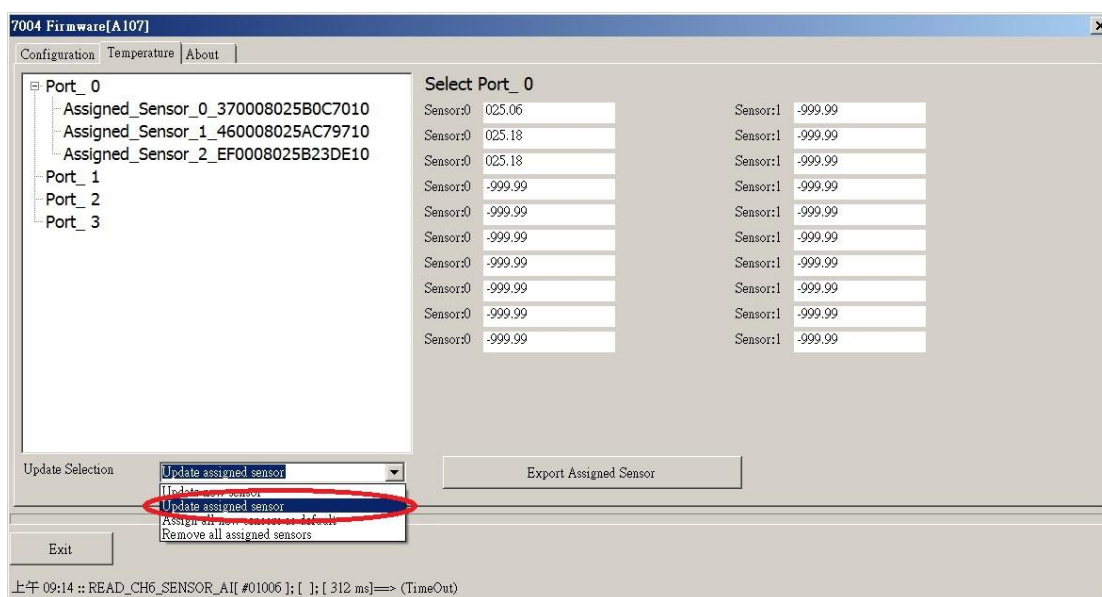 7004 Firmware[A107]
Configuration Temperature About
Port_ 0
Assigned_Sensor_0_370008025B0C7010
Assigned_Sensor_1_460008025AC79710
Assigned_Sensor_2_EF0008025B23DE10
Port_ 1
Port_ 2
Port_ 3
Select Port_ 0
Sensor:0 025.06 Sensor:1 -999.99
Sensor:0 025.18 Sensor:1 -999.99
Sensor:0 025.18 Sensor:1 -999.99
Sensor:0 -999.99 Sensor:1 -999.99
Sensor:0 -999.99 Sensor:1 -999.99
Sensor:0 -999.99 Sensor:1 -999.99
Sensor:0 -999.99 Sensor:1 -999.99
Sensor:0 -999.99 Sensor:1 -999.99
Sensor:0 -999.99 Sensor:1 -999.99
Sensor:0 -999.99 Sensor:1 -999.99
Update Selection Update assigned sensor Export Assigned Sensor
Update new sensor
Update assigned sensor
Assign all new sensors as default
Remove all assigned sensors
Exit
上午 09:14 :: READ_CH6_SENSOR_AI[ #01006 ]; [ ]; [ 312 ms]==> (TimeOut)